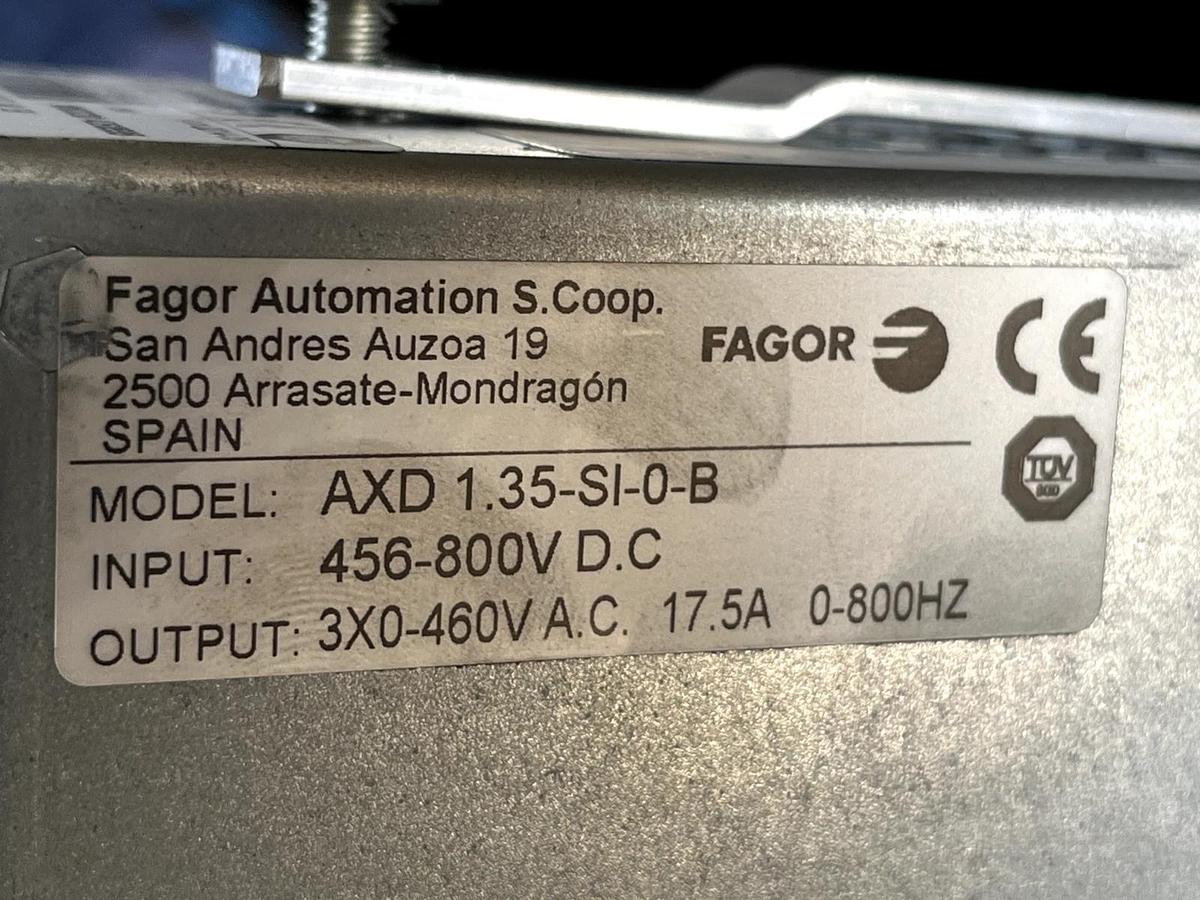 Fagor Automation S.Coop.
San Andres Auzoa 19
2500 Arrasate-Mondragón
SPAIN
FAGOR
CE
TÜV
MODEL: AXD 1.35-SI-0-B
INPUT: 456-800V D.C
OUTPUT: 3X0-460V A.C. 17.5A 0-800HZ